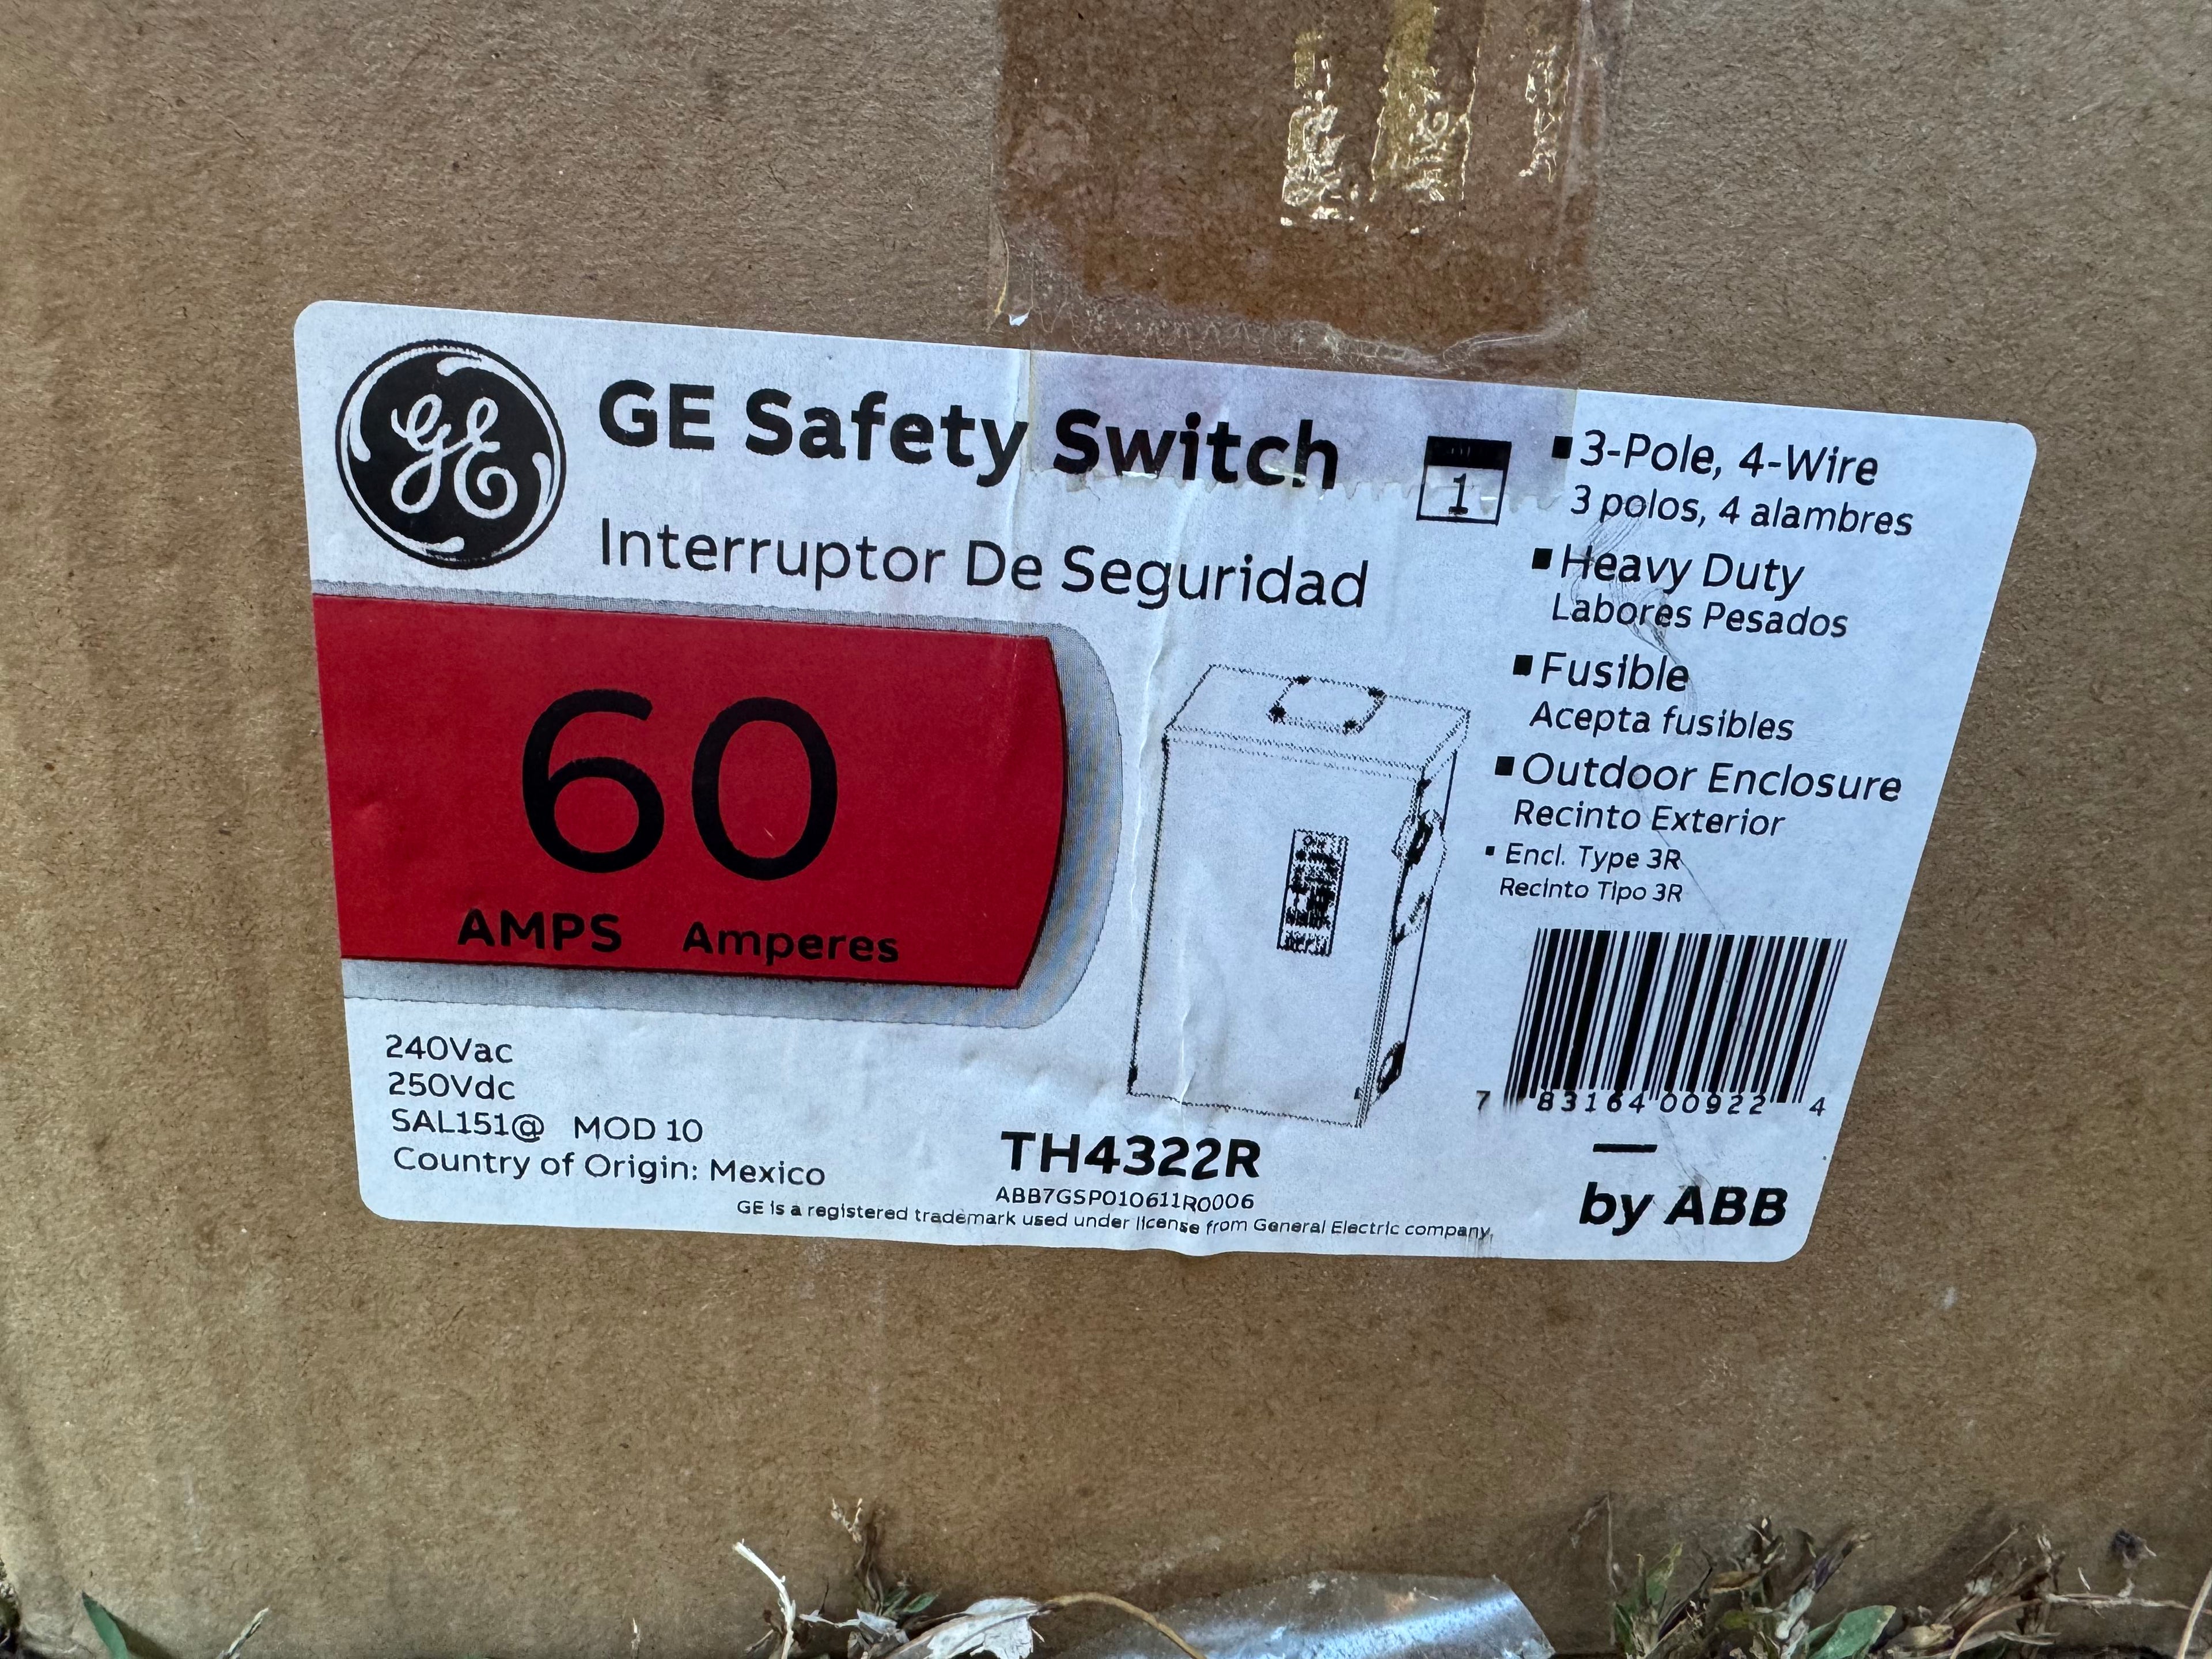 GE
GE Safety Switch
Interruptor De Seguridad
1
3-Pole, 4-Wire
3 polos, 4 alambres
Heavy Duty
Labores Pesados
Fusible
Acepta fusibles
Outdoor Enclosure
Recinto Exterior
Encl. Type 3R
Recinto Tipo 3R
60
AMPS Amperes
240Vac
250Vdc
SAL151@ MOD 10
Country of Origin: Mexico
TH4322R
ABB7GSP010611R0006
GE is a registered trademark used under license from General Electric company.
7 83164 00922 4
by ABB